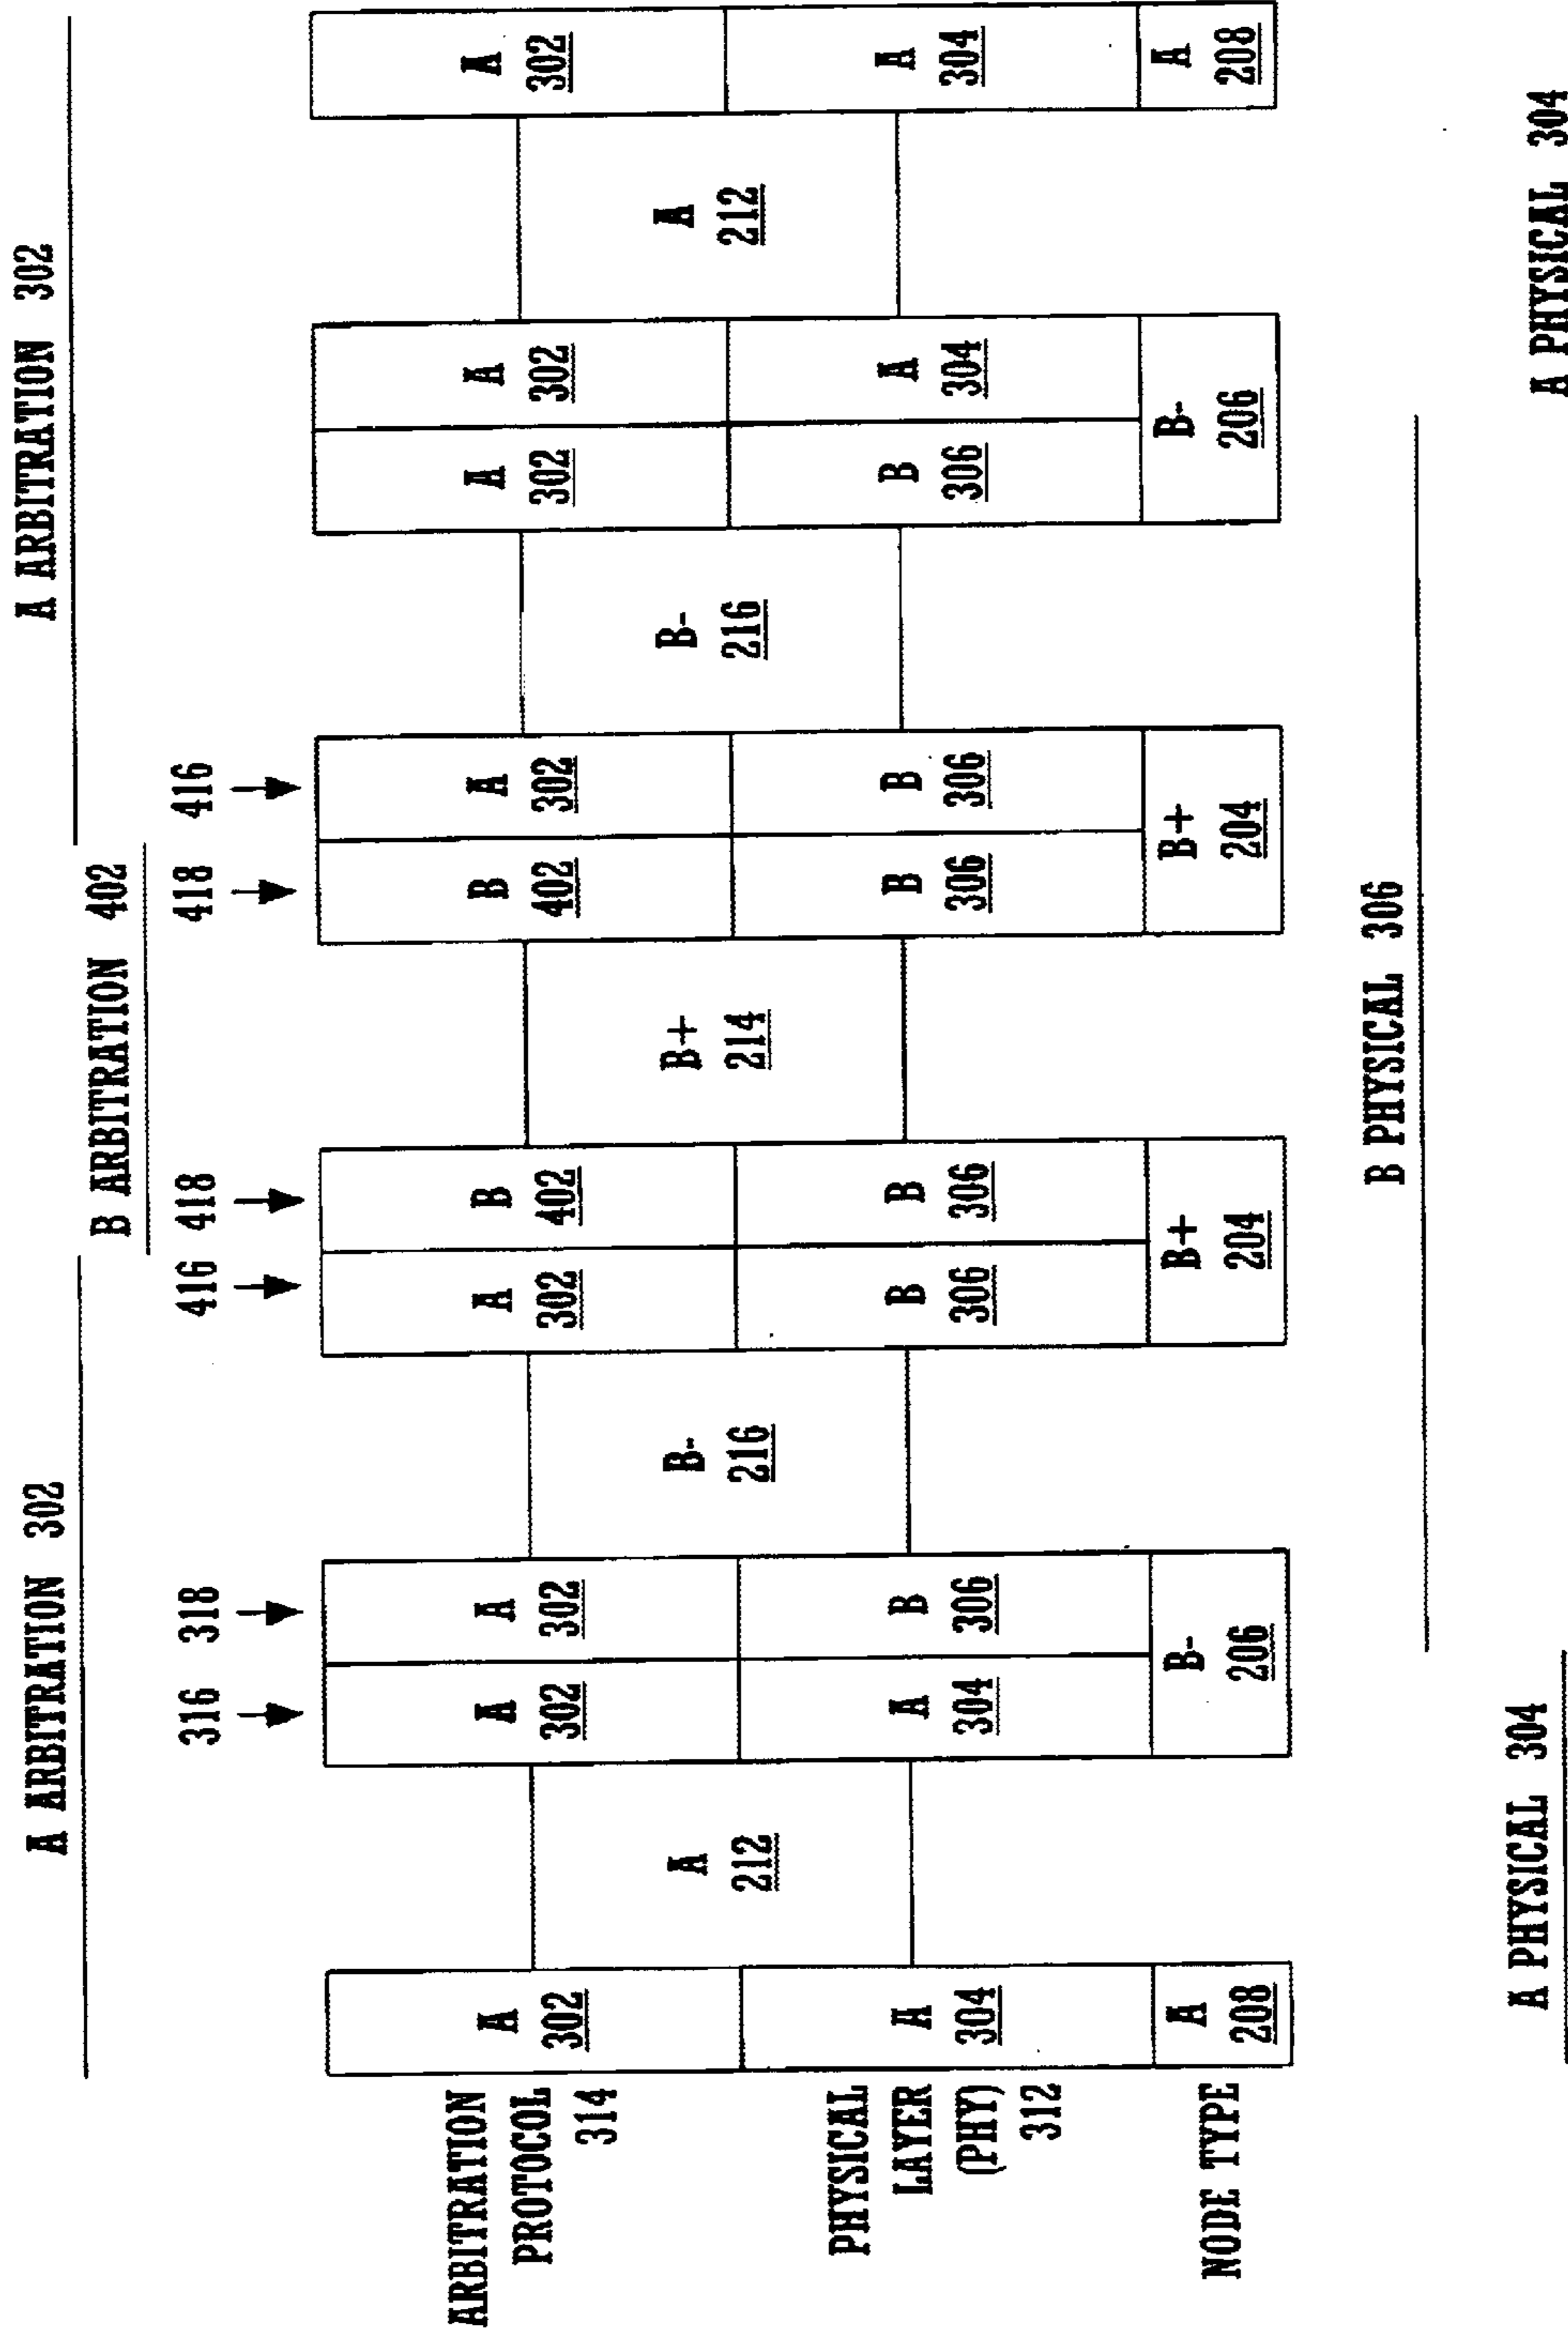 A ARBITRATION 302
A ARBITRATION 302
B ARBITRATION 402
316
318
416
418
418
416
ARBITRATION
PROTOCOL
314
A
302
A
302
A
302
A
302
B
402
B
402
A
302
A
302
A
302
A
302
A
212
B-
216
B+
214
B-
216
A
212
PHYSICAL
LAYER
(PHY)
312
A
304
A
304
B
306
B
306
B
306
B
306
B
306
B
306
A
304
A
304
NODE TYPE
A
208
B-
206
B+
204
B+
204
B-
206
A
208
B PHYSICAL 306
A PHYSICAL 304
A PHYSICAL 304